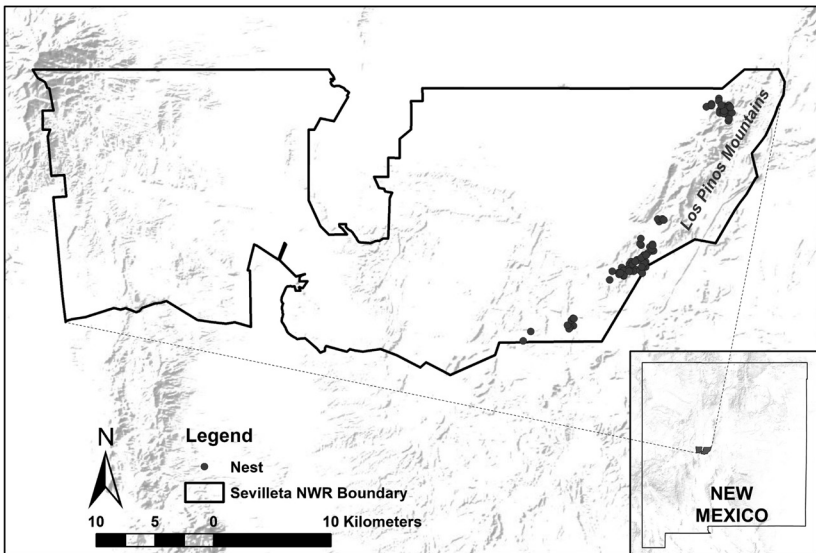 Los Pinos Mountains
N
Legend
Nest
Sevilleta NWR Boundary
10 5 0 10 Kilometers
NEW
MEXICO